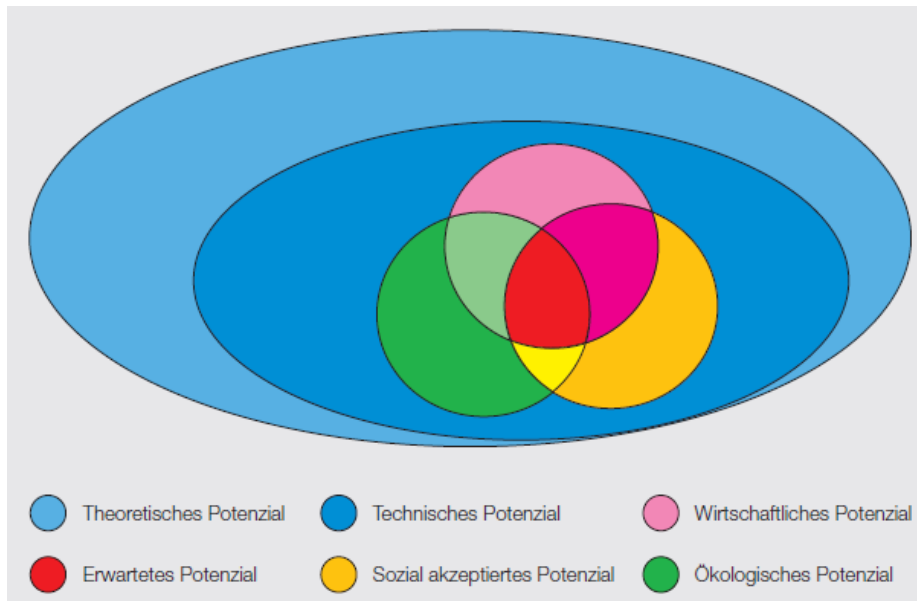 Theoretisches Potenzial
Technisches Potenzial
Wirtschaftliches Potenzial
Erwartetes Potenzial
Sozial akzeptiertes Potenzial
Ökologisches Potenzial